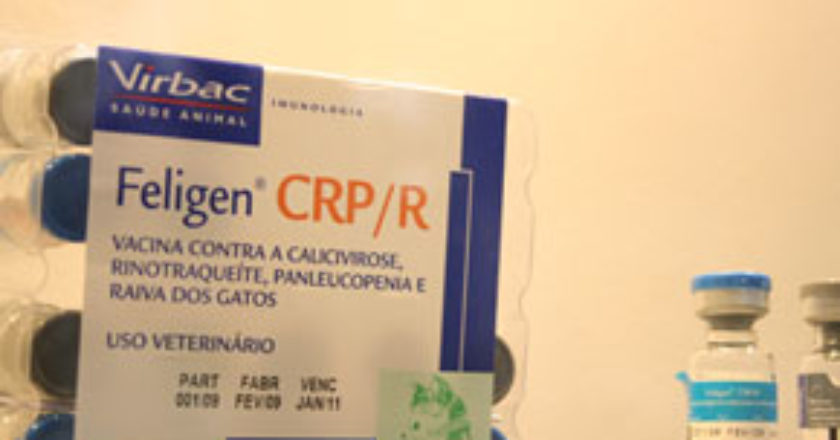 Virbac
SAÚDE ANIMAL
IMUNOLOGIA
Feligen® CRP/R
VACINA CONTRA A CALICIVIROSE,
RINOTRAQUEÍTE, PANLEUCOPENIA E
RAIVA DOS GATOS
USO VETERINÁRIO
PART FABR VENC
001/09 FEV/09 JAN/11